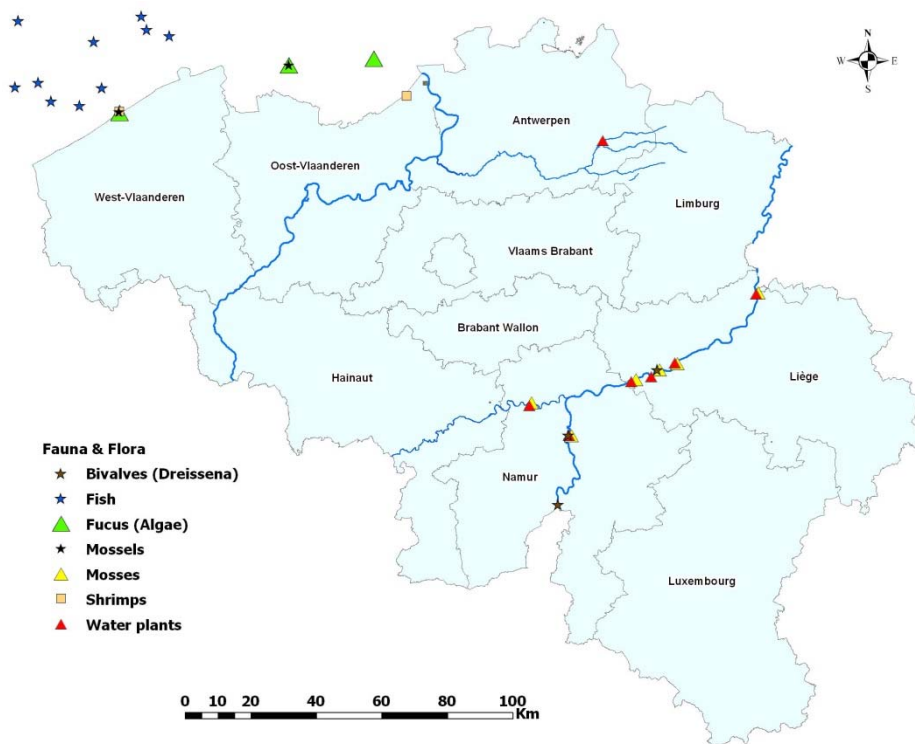 N
W E
S
Antwerpen
Oost-Vlaanderen
West-Vlaanderen
Limburg
Vlaams Brabant
Brabant Wallon
Hainaut
Liège
Namur
Luxembourg
Fauna & Flora
Bivalves (Dreissena)
Fish
Fucus (Algae)
Mossels
Mosses
Shrimps
Water plants
0 20 40 60 80 100
Km